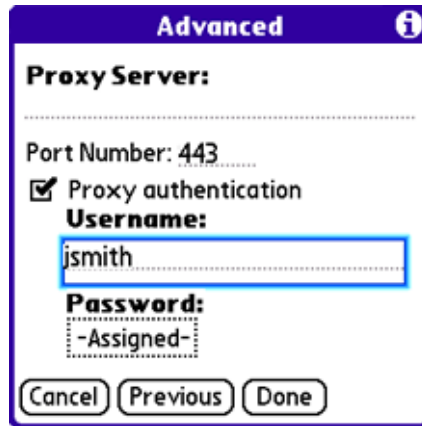 Advanced
Proxy Server:
Port Number: 443
Proxy authentication
Username:
jsmith
Password:
-Assigned-
Cancel Previous Done